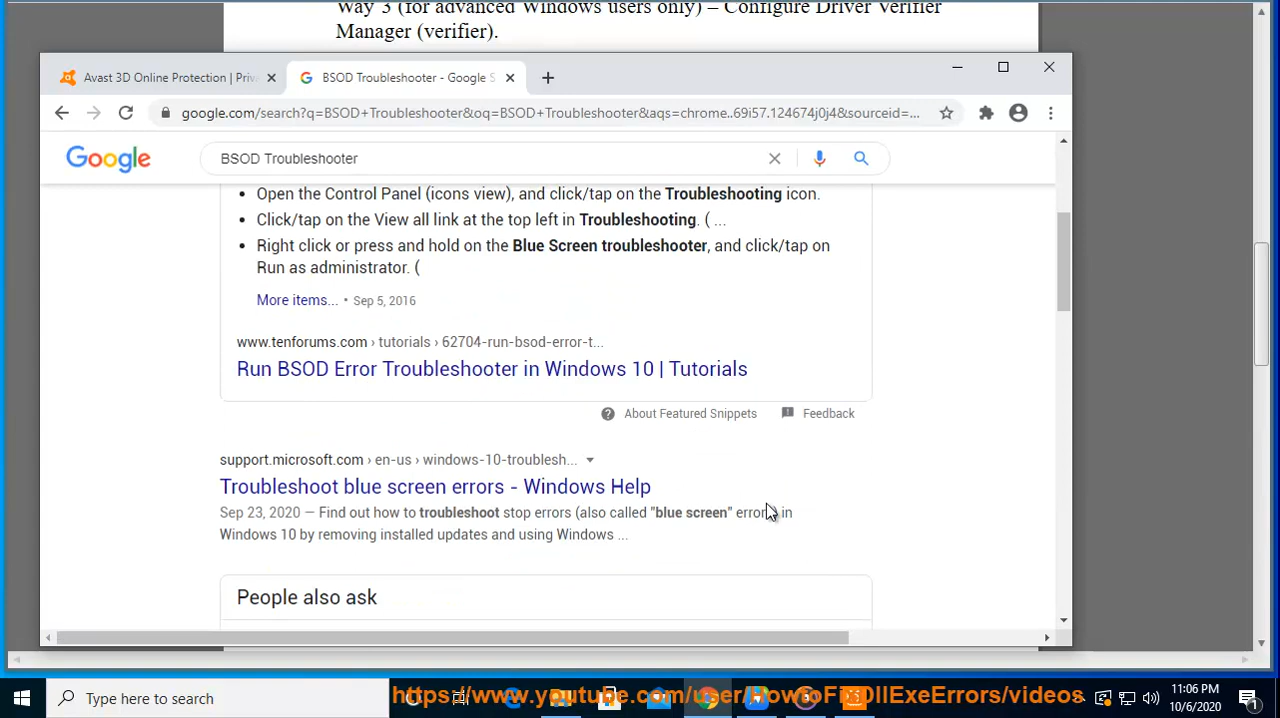 Way 3 (for advanced Windows users only) – Configure Driver Verifier
Manager (verifier).
Avast 3D Online Protection | Priv
BSOD Troubleshooter - Google S
google.com/search?q=BSOD+Troubleshooter&oq=BSOD+Troubleshooter&aqs=chrome..69i57.124674j0j4&sourceid=...
Google
BSOD Troubleshooter
• Open the Control Panel (icons view), and click/tap on the Troubleshooting icon.
• Click/tap on the View all link at the top left in Troubleshooting. ( ...
• Right click or press and hold on the Blue Screen troubleshooter, and click/tap on
Run as administrator. (
More items... • Sep 5, 2016
www.tenforums.com › tutorials › 62704-run-bsod-error-t...
Run BSOD Error Troubleshooter in Windows 10 | Tutorials
About Featured Snippets
Feedback
support.microsoft.com › en-us › windows-10-troublesh...
Troubleshoot blue screen errors - Windows Help
Sep 23, 2020 — Find out how to troubleshoot stop errors (also called "blue screen" error) in
Windows 10 by removing installed updates and using Windows ...
People also ask
Type here to search
https://www.youtube.com/user/HowtoFixDllExeErrors/videos
11:06 PM
10/6/2020
1